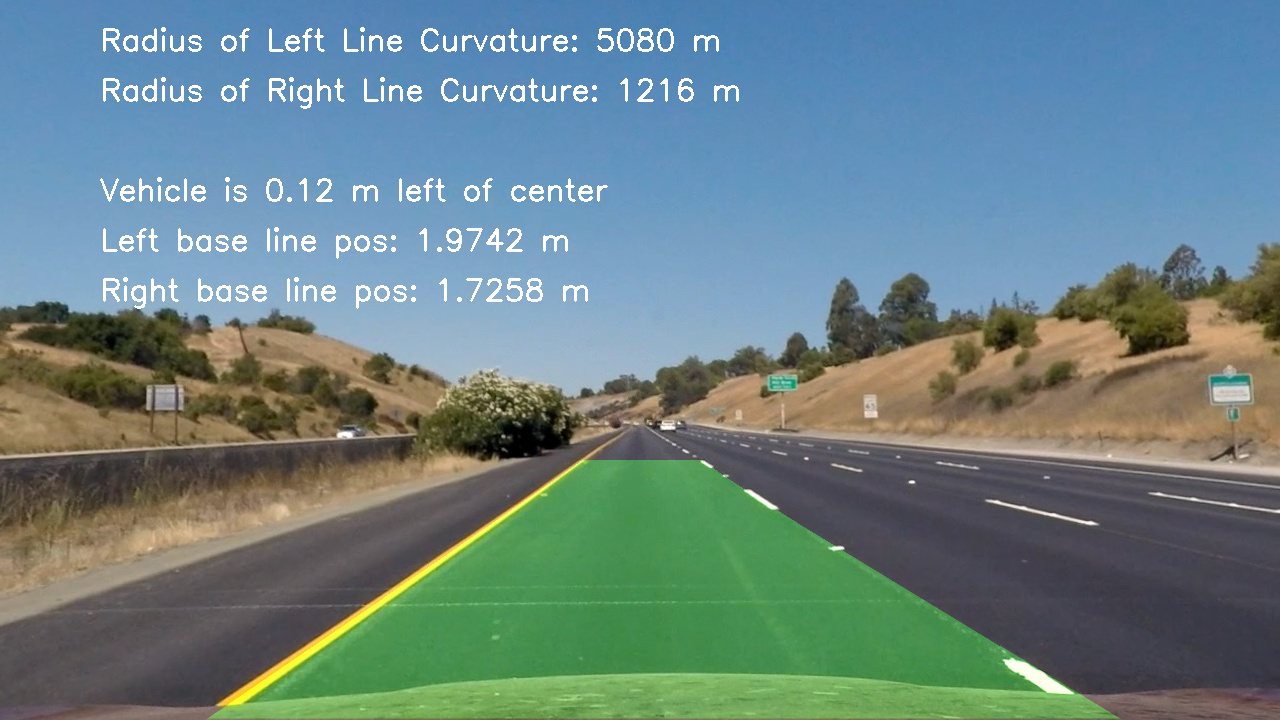 Radius of Left Line Curvature: 5080 m
Radius of Right Line Curvature: 1216 m
Vehicle is 0.12 m left of center
Left base line pos: 1.9742 m
Right base line pos: 1.7258 m